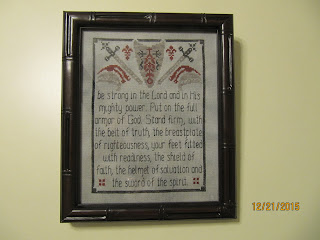 be strong in the Lord and in His
mighty power. Put on the full
armor of God. Stand firm, with
the belt of truth, the breastplate
of righteousness, your feet fitted
with readiness, the shield of
faith, the helmet of salvation and
the sword of the spirit.
12/21/2015